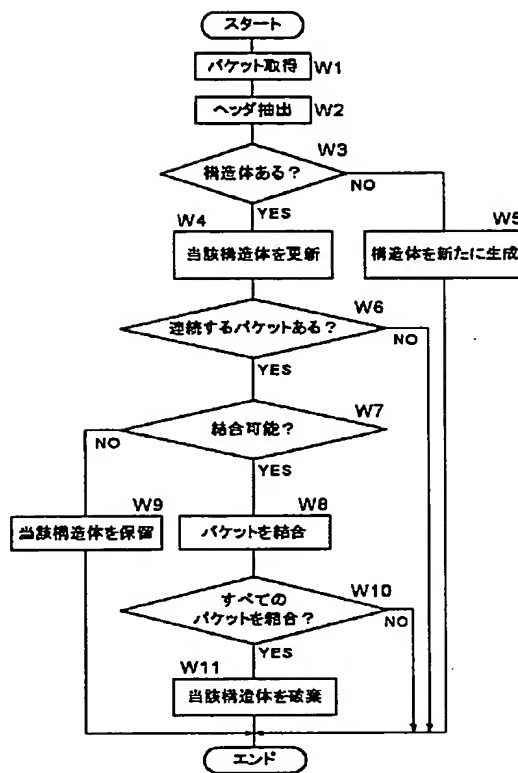 スタート
パケット取得
W1
ヘッダ抽出
W2
W3
構造体ある?
NO
YES
W4
当該構造体を更新
W5
構造体を新たに生成
W6
連続するパケットある?
NO
YES
W7
結合可能?
NO
YES
W9
当該構造体を保留
W8
パケットを結合
W10
すべての
パケットを結合?
NO
YES
W11
当該構造体を破棄
エンド